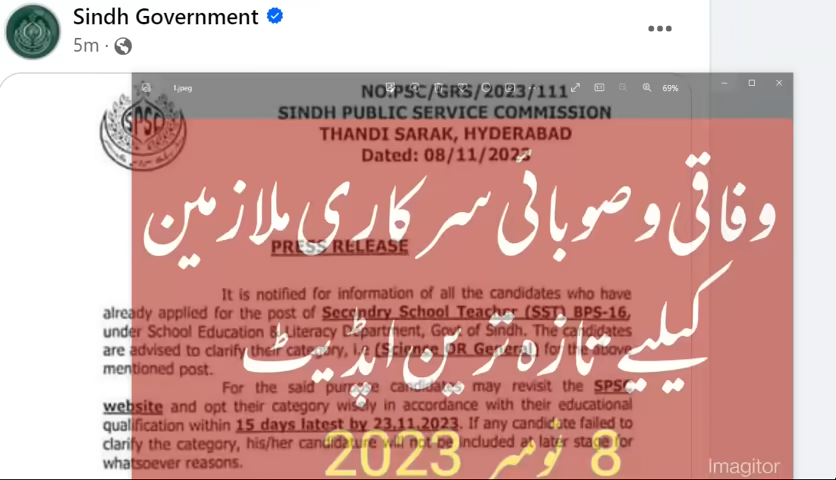 Sindh Government
5m
1.jpeg
69%
NO.PSC/GRS/2023/111
SPSC
SINDH PUBLIC SERVICE COMMISSION
THANDI SARAK, HYDERABAD
Dated: 08/11/2023
وفاقی و صوبائی سرکاری ملازمین
PRESS RELEASE
It is notified for information of all the candidates who have
already applied for the post of Secondry School Teacher (SST) BPS-16,
under School Education & Literacy Department, Govt of Sindh. The candidates
are advised to clarify their category, i.e (Science OR General) for the above
mentioned post.
کیلیے تازہ ترین اپڈیٹ
For the said purpose candidates may revisit the SPSC
website and opt their category wisely in accordance with their educational
qualification within 15 days latest by 23.11.2023. If any candidate failed to
clarify the category, his/her candidature will not be included at later stage for
whatsoever reasons.
8 نومبر 2023
Imagitor